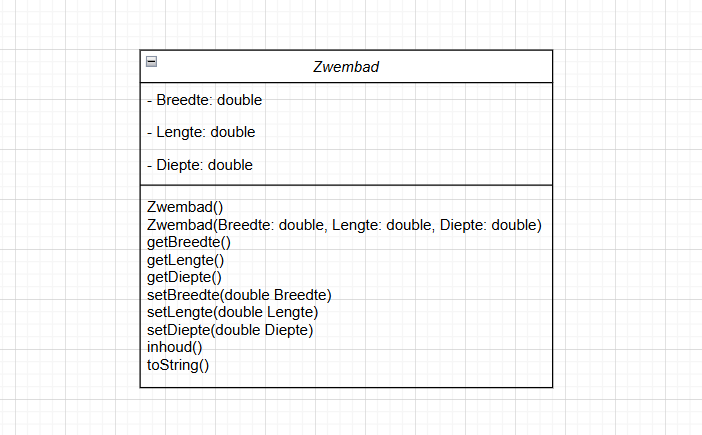 Zwembad
- Breedte: double
- Lengte: double
- Diepte: double
Zwembad()
Zwembad(Breedte: double, Lengte: double, Diepte: double)
getBreedte()
getLengte()
getDiepte()
setBreedte(double Breedte)
setLengte(double Lengte)
setDiepte(double Diepte)
inhoud()
toString()